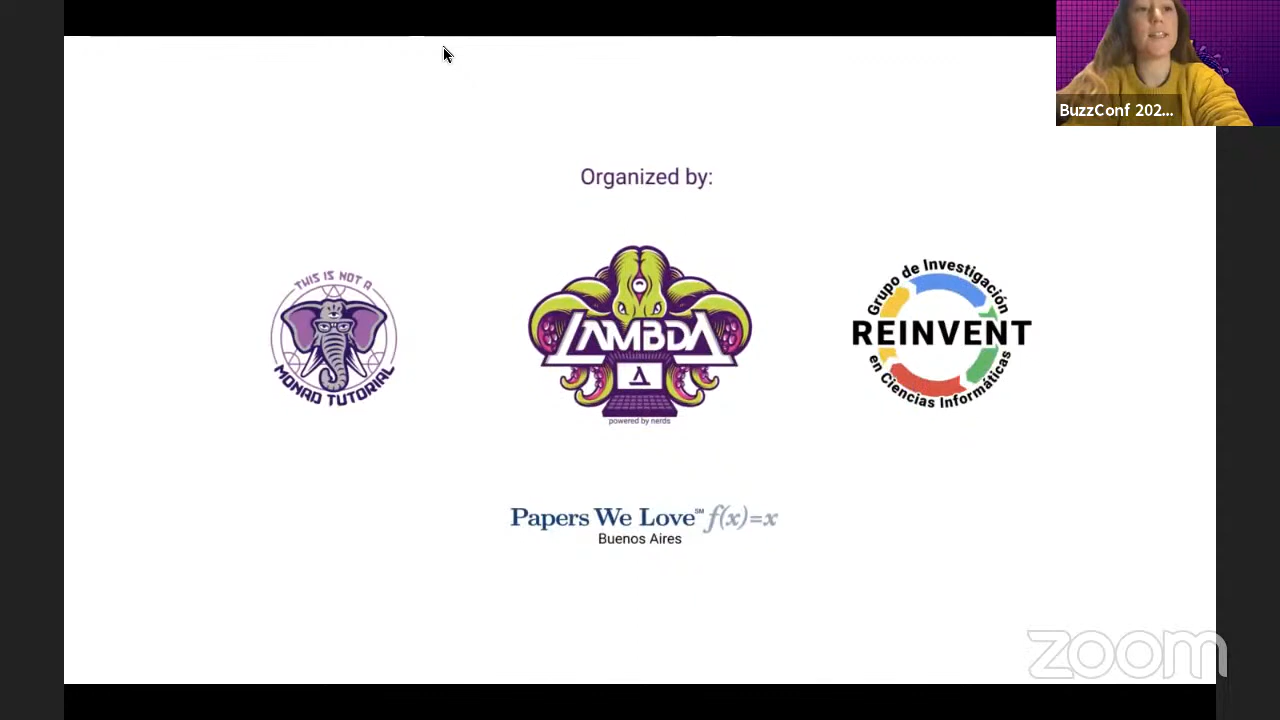 BuzzConf 202...
Organized by:
THIS IS NOT A
MONAD TUTORIAL
LAMBDA
powered by nerds
Grupo de Investigación
REINVENT
en Ciencias Informáticas
Papers We Love℠ f(x)=x
Buenos Aires
zoom